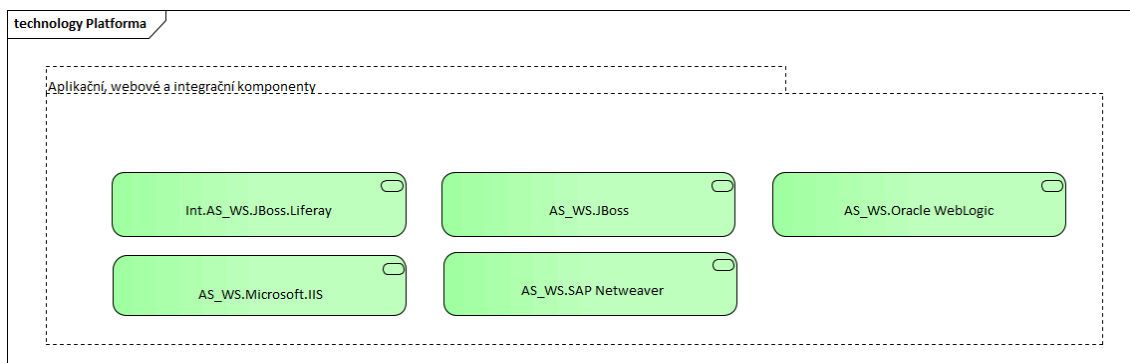 technology Platforma
Aplikační, webové a integrační komponenty
Int.AS_WS.JBoss.Liferay
AS_WS.JBoss
AS_WS.Oracle WebLogic
AS_WS.Microsoft.IIS
AS_WS.SAP Netweaver